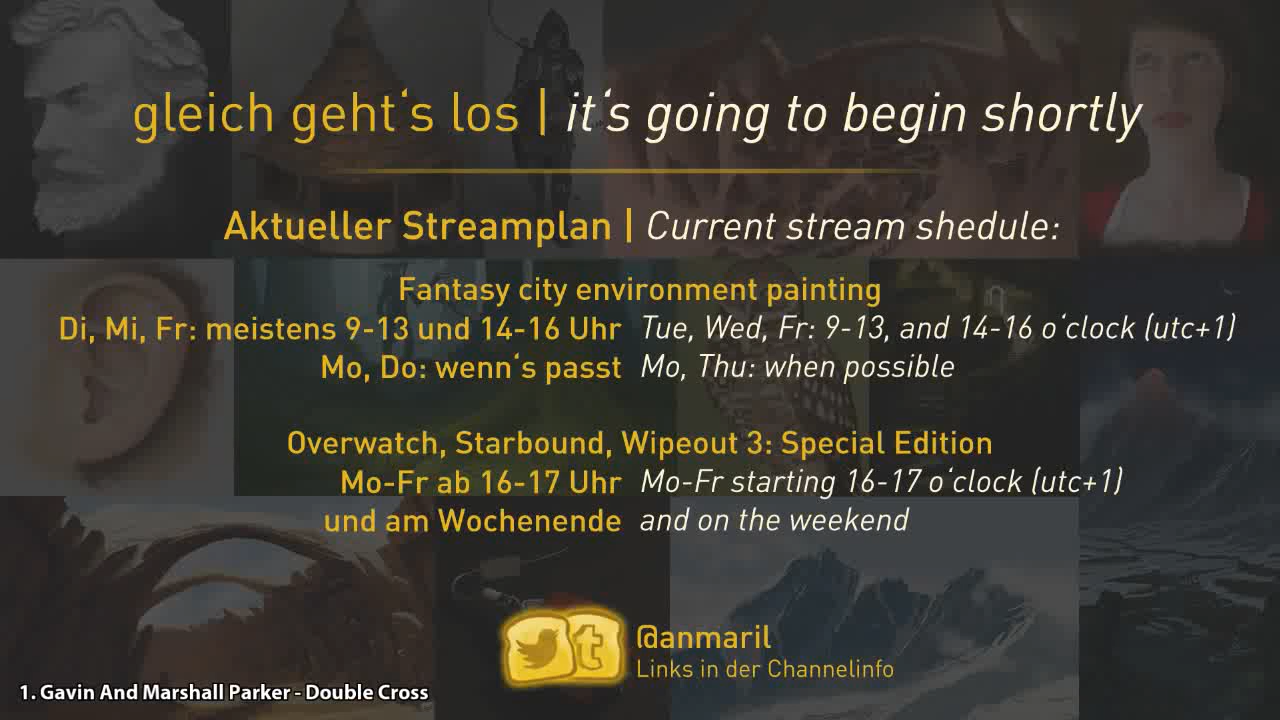 gleich geht‘s los | it‘s going to begin shortly
Aktueller Streamplan | Current stream shedule:
Fantasy city environment painting
Di, Mi, Fr: meistens 9-13 und 14-16 Uhr Tue, Wed, Fr: 9-13, and 14-16 o‘clock (utc+1)
Mo, Do: wenn‘s passt Mo, Thu: when possible
Overwatch, Starbound, Wipeout 3: Special Edition
Mo-Fr ab 16-17 Uhr Mo-Fr starting 16-17 o‘clock (utc+1)
und am Wochenende and on the weekend
t @anmaril
Links in der Channelinfo
1. Gavin And Marshall Parker - Double Cross